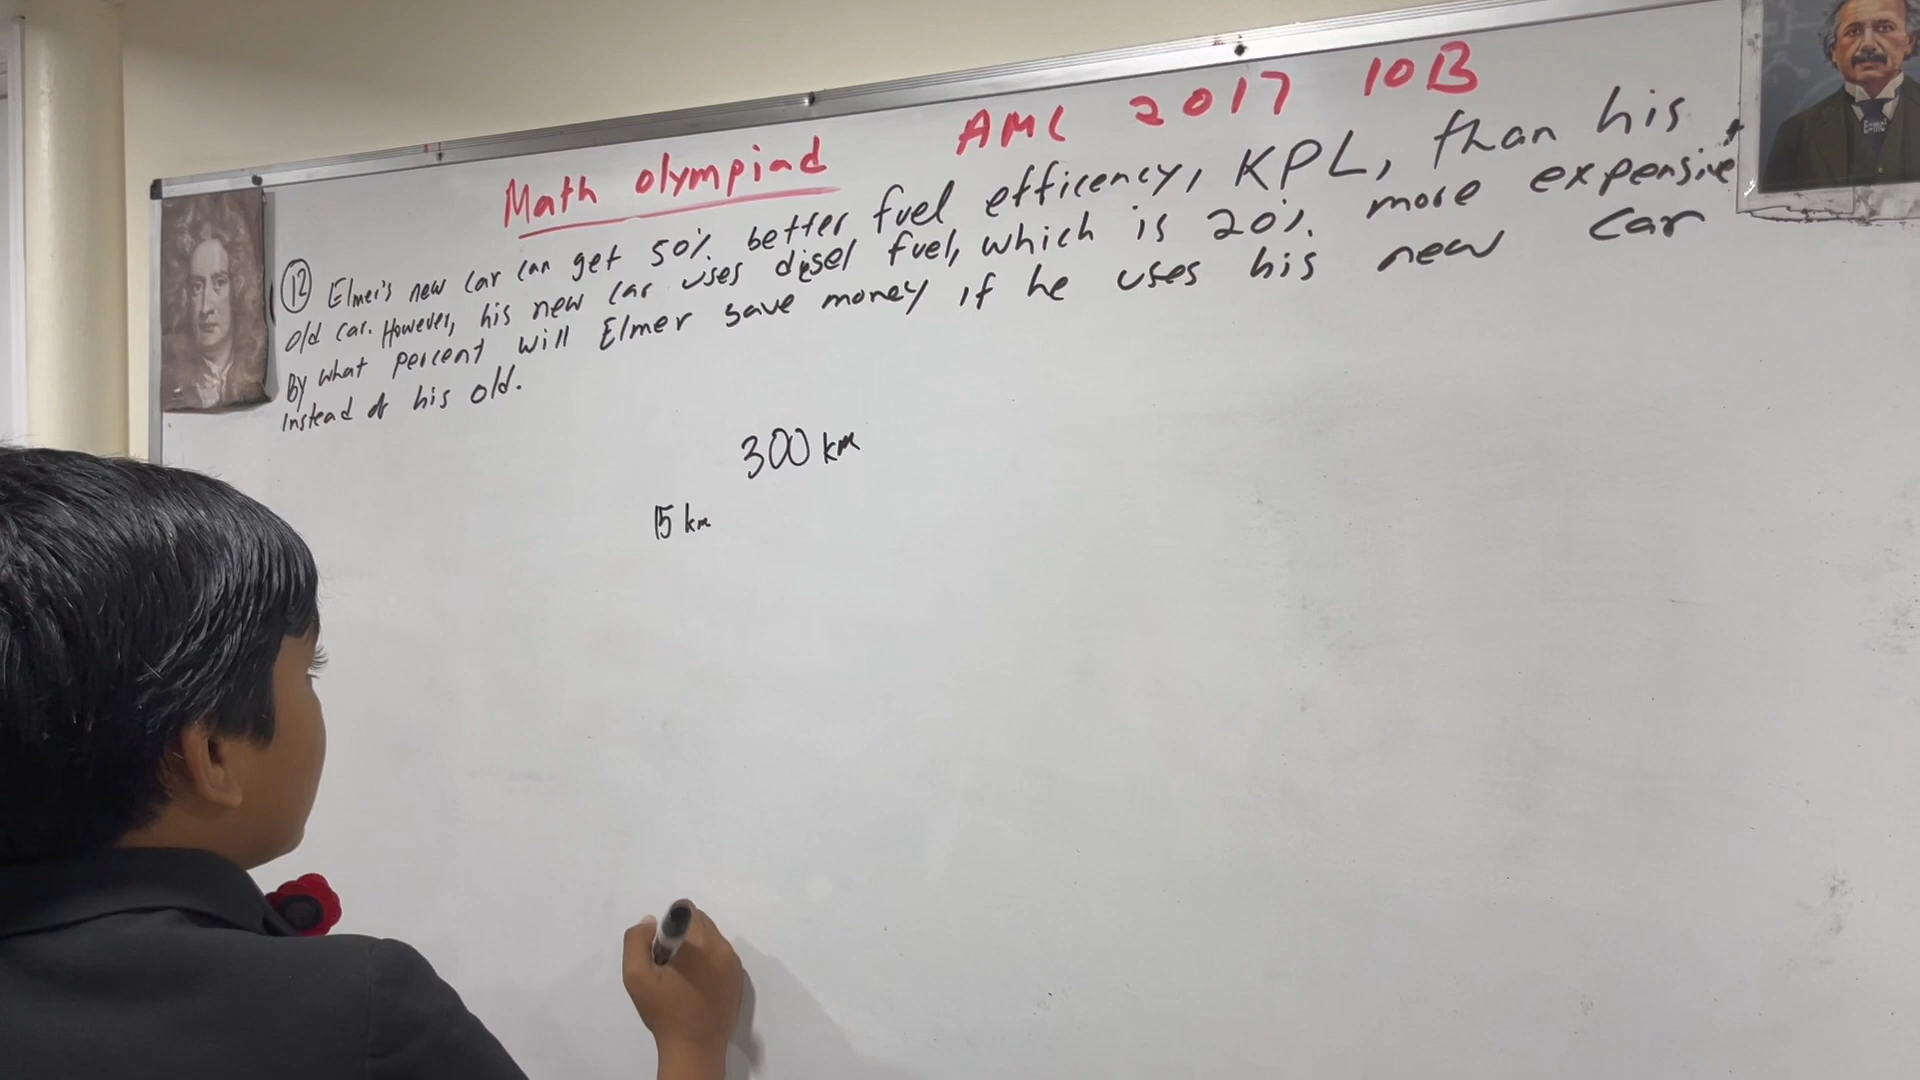 Math olympiad AMC 2017 10B
12 Elmer's new car can get 50% better fuel efficency, KPL, than his
old car. However, his new car uses diesel fuel, which is 20% more expensive.
By what percent will Elmer save money if he uses his new car
instead of his old.
300 km
15 km
E=mc²